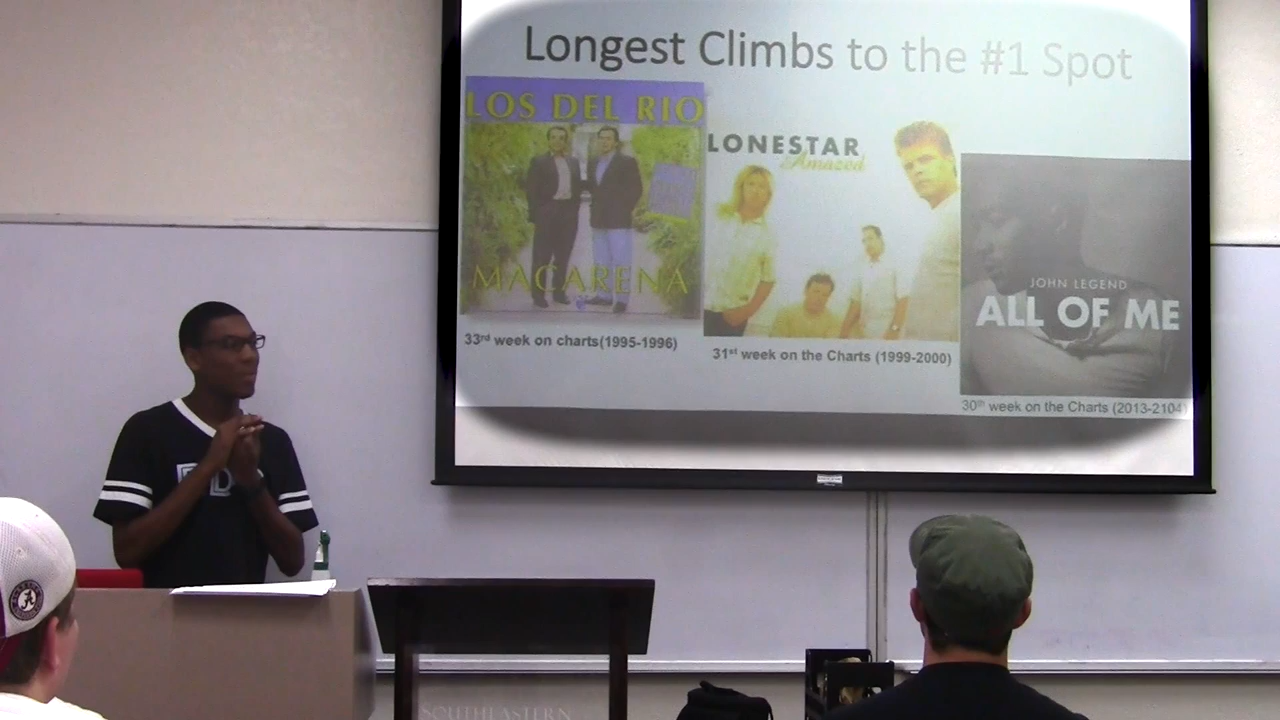 Longest Climbs to the #1 Spot
LOS DEL RIO
MACARENA
33rd week on charts(1995-1996)
LONESTAR
Amazed
31st week on the Charts (1999-2000)
JOHN LEGEND
ALL OF ME
30th week on the Charts (2013-2104)
SOUTHEASTERN